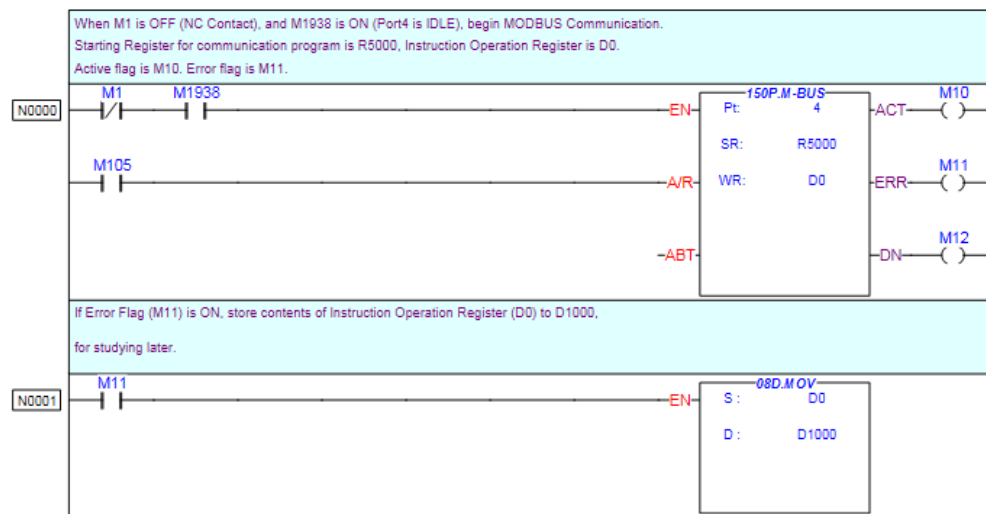 When M1 is OFF (NC Contact), and M1938 is ON (Port4 is IDLE), begin MODBUS Communication.
Starting Register for communication program is R5000, Instruction Operation Register is D0.
Active flag is M10. Error flag is M11.
M1 M1938 150P.M-BUS M10
N0000 EN Pt: 4 ACT
SR: R5000
M105 M11
A/R WR: D0 ERR
M12
ABT DN
If Error Flag (M11) is ON, store contents of Instruction Operation Register (D0) to D1000,
for studying later.
M11 08D.MOV
N0001 EN S : D0
D : D1000